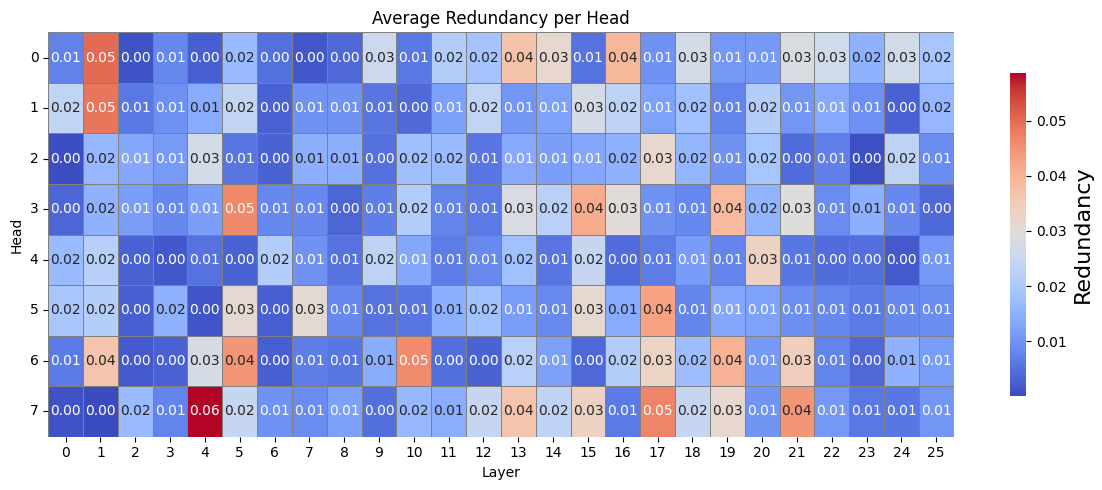 Average Redundancy per Head
0 0.01 0.05 0.00 0.01 0.00 0.02 0.00 0.00 0.00 0.03 0.01 0.02 0.02 0.04 0.03 0.01 0.04 0.01 0.03 0.01 0.01 0.03 0.03 0.02 0.03 0.02
1 0.02 0.05 0.01 0.01 0.01 0.02 0.00 0.01 0.01 0.01 0.00 0.01 0.02 0.01 0.01 0.03 0.02 0.01 0.02 0.01 0.02 0.01 0.01 0.01 0.00 0.02
2 0.00 0.02 0.01 0.01 0.03 0.01 0.00 0.01 0.01 0.00 0.02 0.02 0.01 0.01 0.01 0.01 0.02 0.03 0.02 0.01 0.02 0.00 0.01 0.00 0.02 0.01
3 0.00 0.02 0.01 0.01 0.01 0.05 0.01 0.01 0.00 0.01 0.02 0.01 0.01 0.03 0.02 0.04 0.03 0.01 0.01 0.04 0.02 0.03 0.01 0.01 0.01 0.00
4 0.02 0.02 0.00 0.00 0.01 0.00 0.02 0.01 0.01 0.02 0.01 0.01 0.01 0.02 0.01 0.02 0.00 0.01 0.01 0.01 0.03 0.01 0.00 0.00 0.00 0.01
5 0.02 0.02 0.00 0.02 0.00 0.03 0.00 0.03 0.01 0.01 0.01 0.01 0.02 0.01 0.01 0.03 0.01 0.04 0.01 0.01 0.01 0.01 0.01 0.01 0.01 0.01
6 0.01 0.04 0.00 0.00 0.03 0.04 0.00 0.01 0.01 0.01 0.05 0.00 0.00 0.02 0.01 0.00 0.02 0.03 0.02 0.04 0.01 0.03 0.01 0.00 0.01 0.01
7 0.00 0.00 0.02 0.01 0.06 0.02 0.01 0.01 0.01 0.00 0.02 0.01 0.02 0.04 0.02 0.03 0.01 0.05 0.02 0.03 0.01 0.04 0.01 0.01 0.01 0.01
0 1 2 3 4 5 6 7 8 9 10 11 12 13 14 15 16 17 18 19 20 21 22 23 24 25
Layer
Head
0.05
0.04
0.03
0.02
0.01
Redundancy